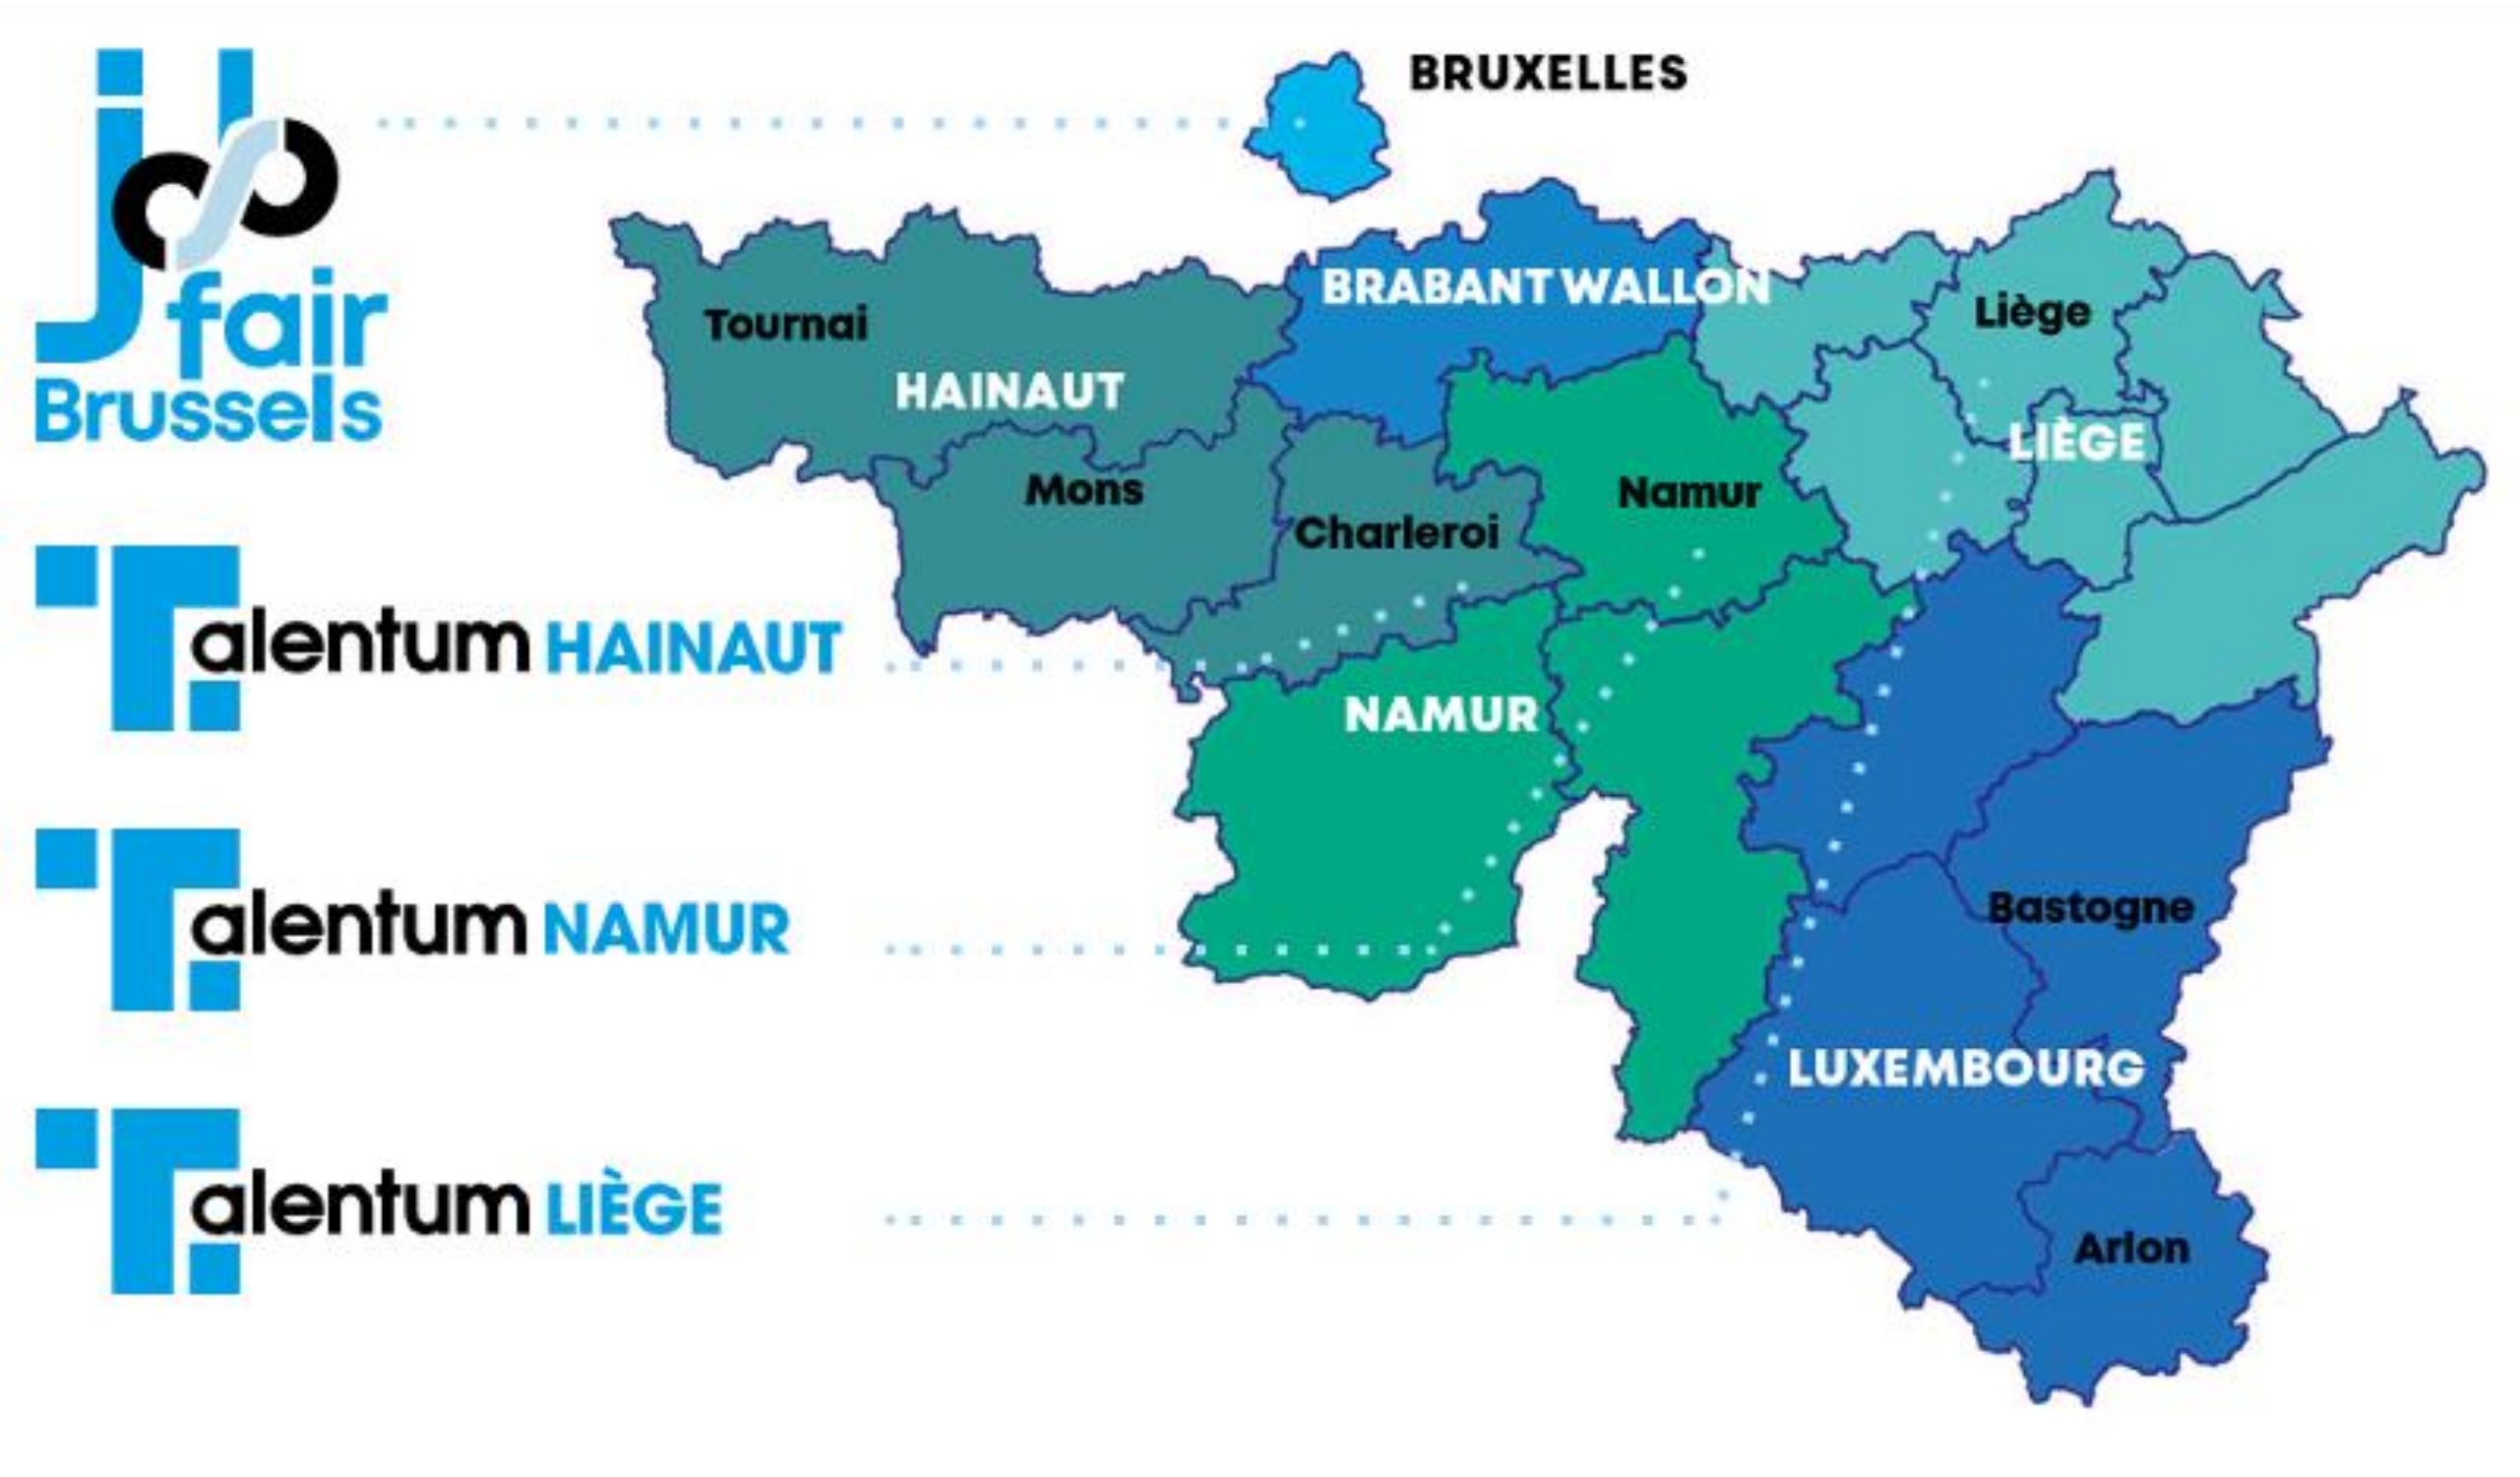 job
fair
Brussels
Talentum HAINAUT
Talentum NAMUR
Talentum LIÈGE
BRUXELLES
BRABANT WALLON
Tournai
HAINAUT
Mons
Charleroi
Namur
NAMUR
Liège
LIÈGE
Bastogne
LUXEMBOURG
Arlon